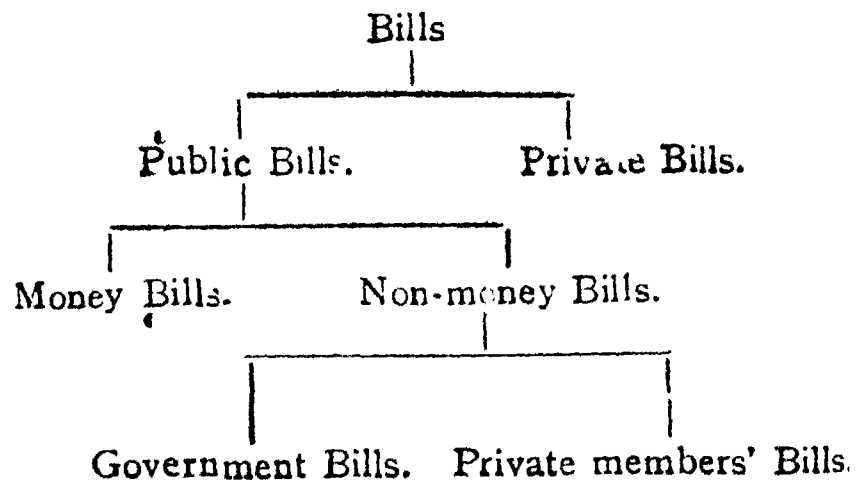 Bills
Public Bills. Private Bills.
Money Bills. Non-money Bills.
Government Bills. Private members' Bills.